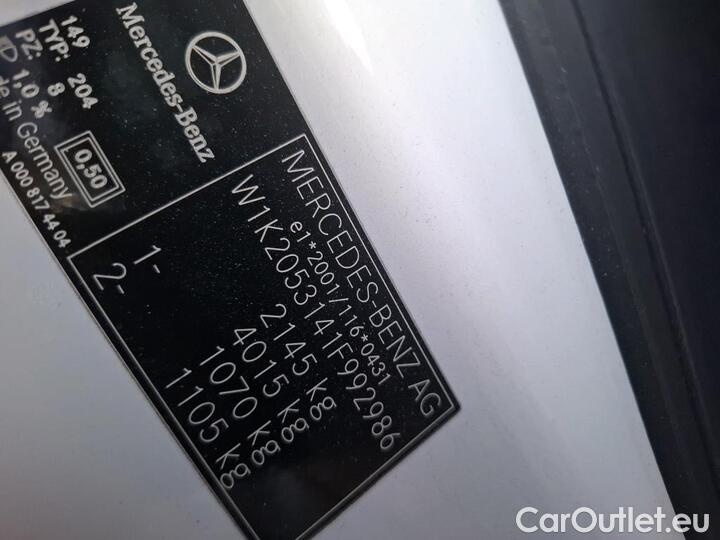 Mercedes-Benz
149
TYP: 204
PZ: 8
1,0 %
de in Germany
0,50
A 000 817 44 04
MERCEDES-BENZ AG
e1*2001/116*0431
W1K2053141F992986
2145 kg
4015 kg
1- 1070 kg
2- 1105 kg
CarOutlet.eu